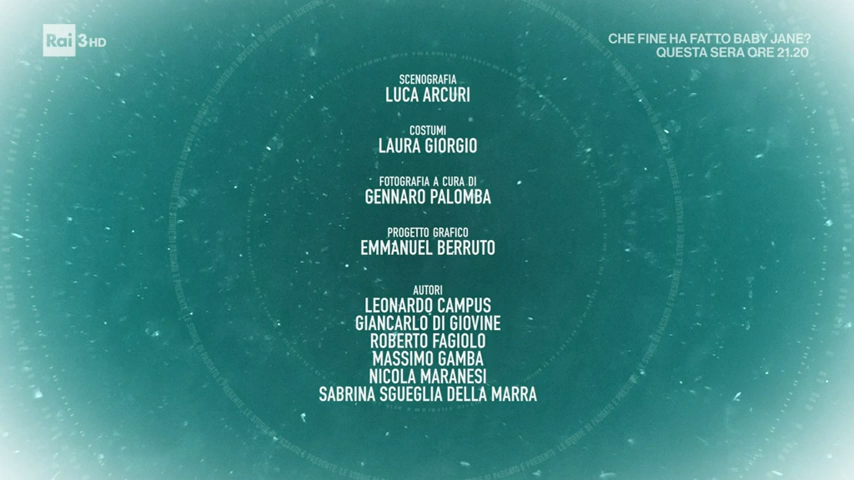 Rai 3HD
CHE FINE HA FATTO BABY JANE?
QUESTA SERA ORE 21.20
SCENOGRAFIA
LUCA ARCURI
COSTUMI
LAURA GIORGIO
FOTOGRAFIA A CURA DI
GENNARO PALOMBA
PROGETTO GRAFICO
EMMANUEL BERRUTO
AUTORI
LEONARDO CAMPUS
GIANCARLO DI GIOVINE
ROBERTO FAGIOLO
MASSIMO GAMBA
NICOLA MARANESI
SABRINA SGUEGLIA DELLA MARRA